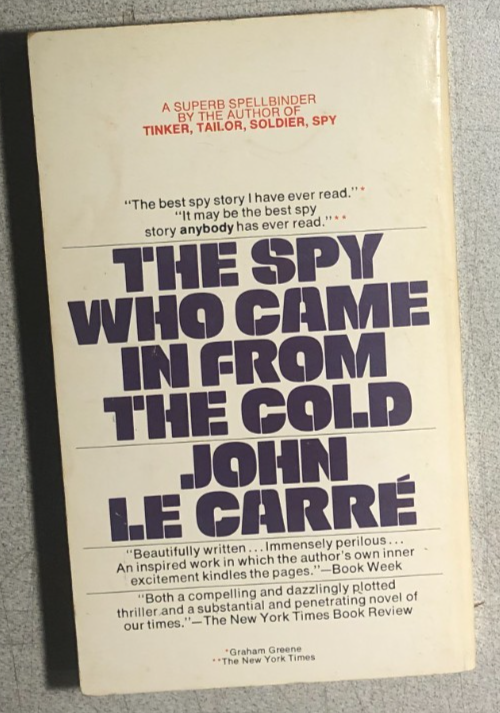 A SUPERB SPELLBINDER
BY THE AUTHOR OF
TINKER, TAILOR, SOLDIER, SPY
"The best spy story I have ever read."*
"It may be the best spy
story anybody has ever read."**
THE SPY
WHO CAME
IN FROM
THE COLD
JOHN
LE CARRÉ
"Beautifully written...Immensely perilous...
An inspired work in which the author's own inner
excitement kindles the pages."—Book Week
"Both a compelling and dazzlingly plotted
thriller and a substantial and penetrating novel of
our times."—The New York Times Book Review
*Graham Greene
**The New York Times